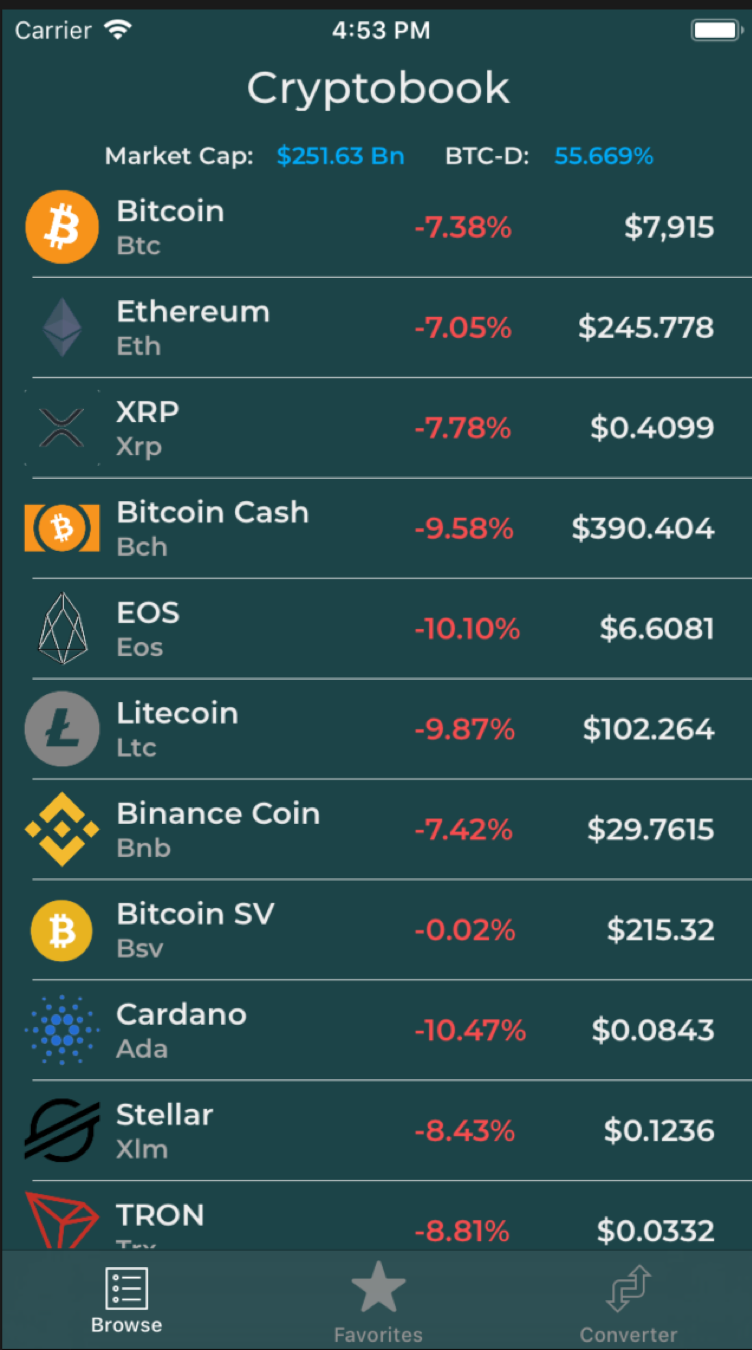 Carrier 4:53 PM
Cryptobook
Market Cap: $251.63 Bn BTC-D: 55.669%
Bitcoin
Btc
-7.38% $7,915
Ethereum
Eth
-7.05% $245.778
XRP
Xrp
-7.78% $0.4099
Bitcoin Cash
Bch
-9.58% $390.404
EOS
Eos
-10.10% $6.6081
Litecoin
Ltc
-9.87% $102.264
Binance Coin
Bnb
-7.42% $29.7615
Bitcoin SV
Bsv
-0.02% $215.32
Cardano
Ada
-10.47% $0.0843
Stellar
Xlm
-8.43% $0.1236
TRON
Trx
-8.81% $0.0332
Browse Favorites Converter